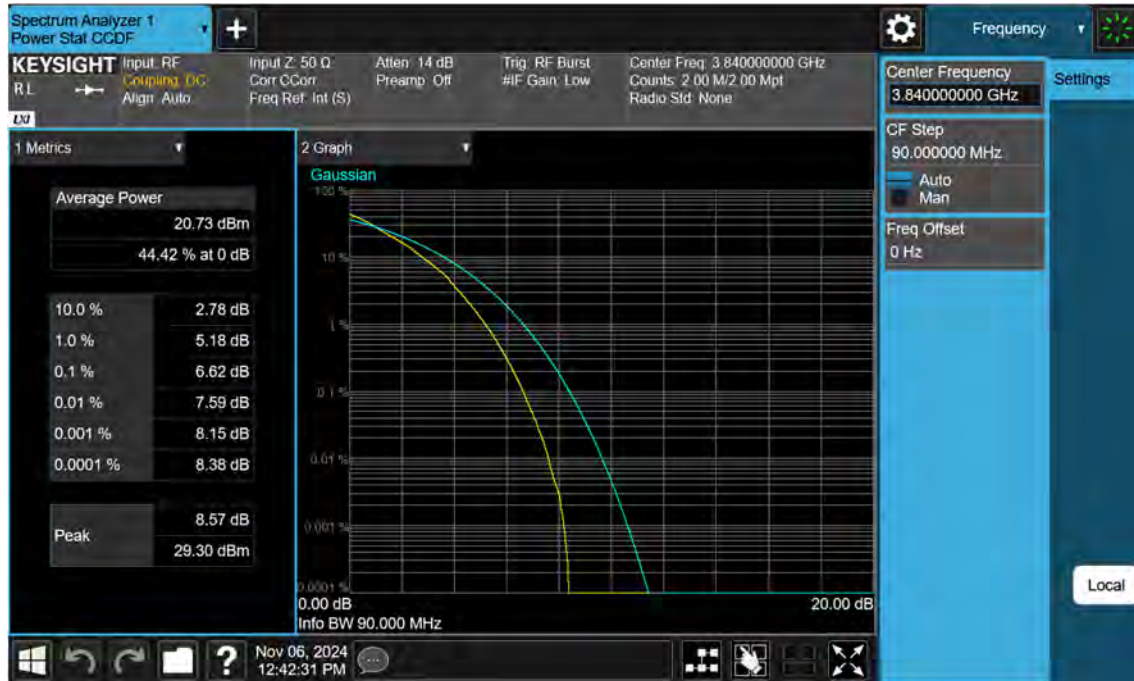 Spectrum Analyzer 1
Power Stat CCDF
Frequency
KEYSIGHT
R L
LXI
Input: RF
Coupling: DC
Align: Auto
Input Z: 50 Ω
Corr CCorr
Freq Ref: Int (S)
Atten: 14 dB
Preamp: Off
Trig: RF Burst
#IF Gain: Low
Center Freq: 3.840000000 GHz
Counts: 2.00 M/2.00 Mpt
Radio Std: None
Center Frequency
3.840000000 GHz
Settings
CF Step
90.000000 MHz
Auto
Man
Freq Offset
0 Hz
1 Metrics
Average Power
20.73 dBm
44.42 % at 0 dB
10.0 % 2.78 dB
1.0 % 5.18 dB
0.1 % 6.62 dB
0.01 % 7.59 dB
0.001 % 8.15 dB
0.0001 % 8.38 dB
Peak
8.57 dB
29.30 dBm
2 Graph
Gaussian
100 %
10 %
1 %
0.1 %
0.01 %
0.001 %
0.0001 %
0.00 dB 20.00 dB
Info BW 90.000 MHz
Local
?
Nov 06, 2024
12:42:31 PM